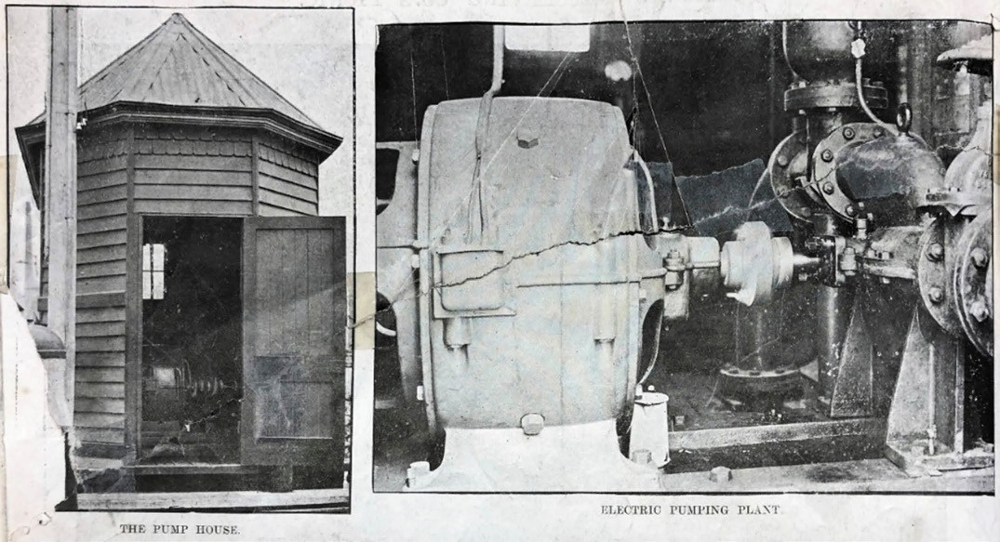 THE PUMP HOUSE.
ELECTRIC PUMPING PLANT